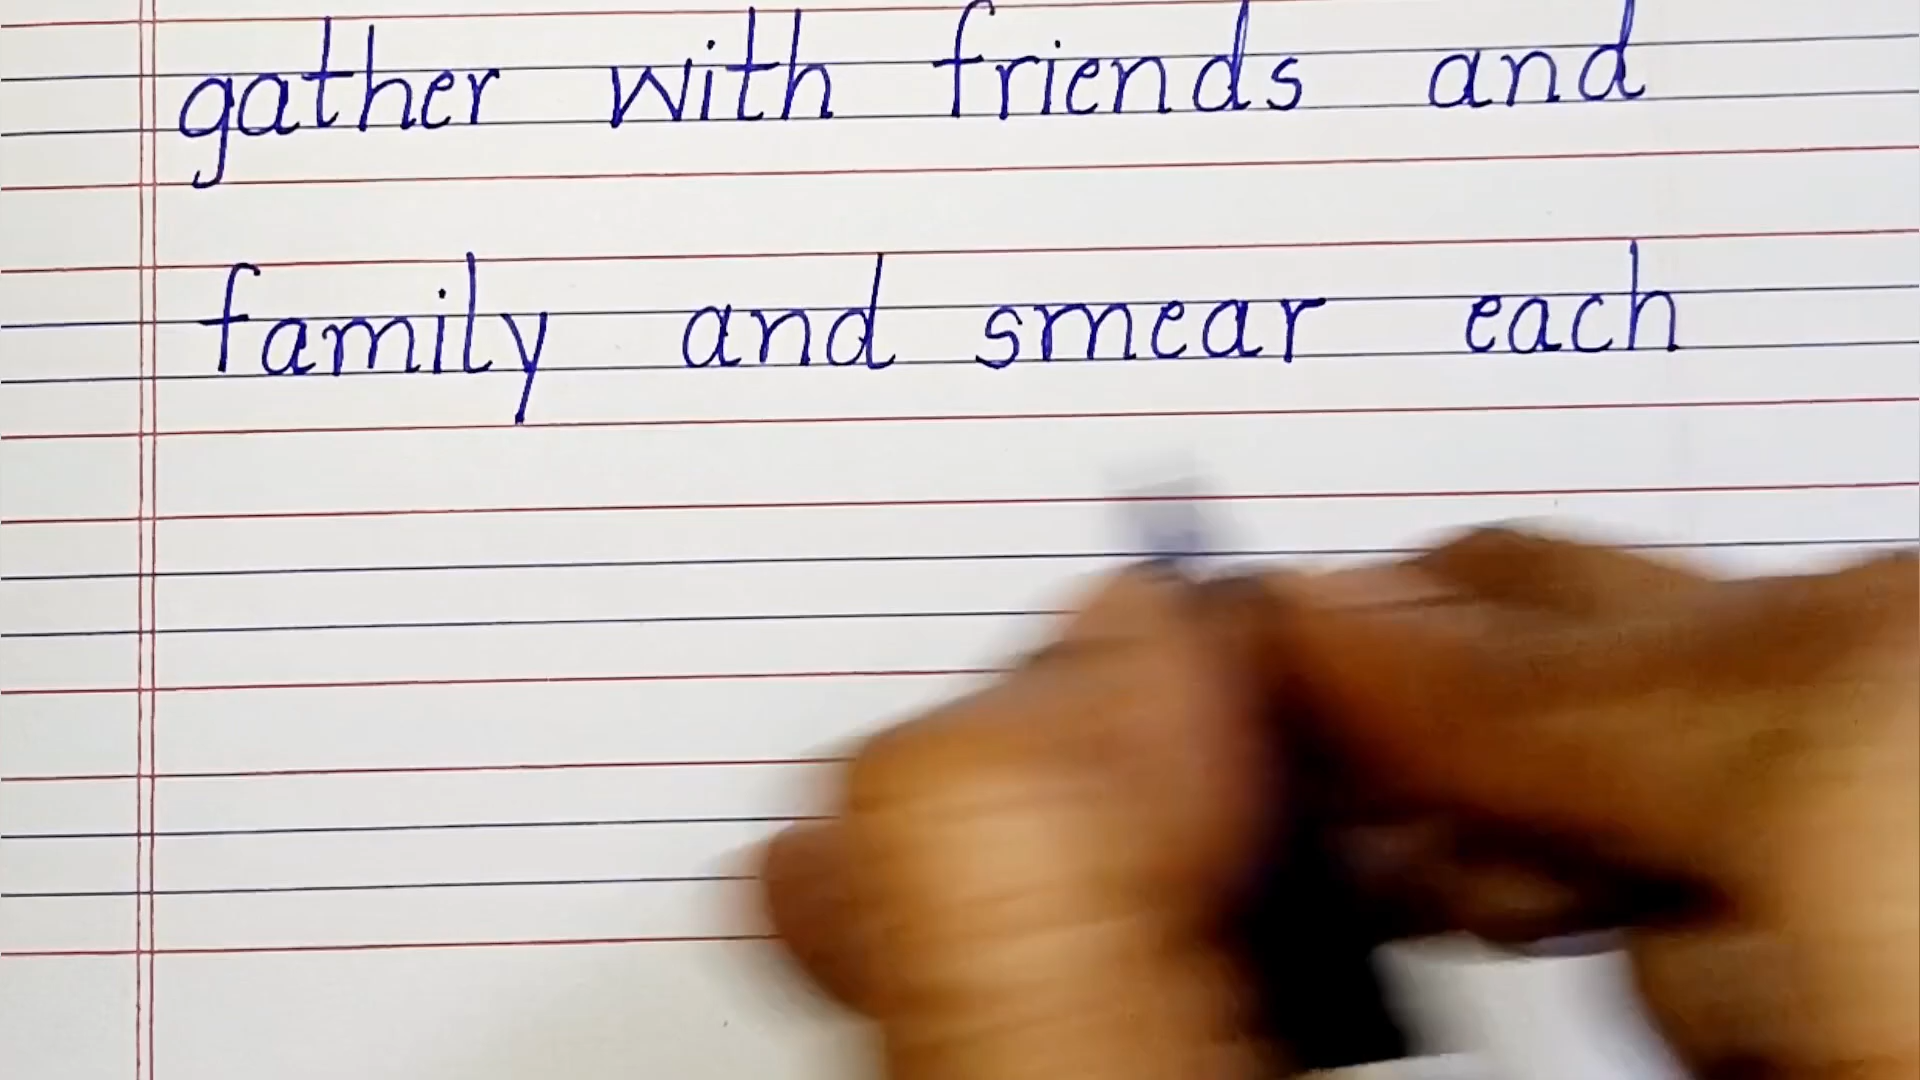 gather with friends and
family and smear each